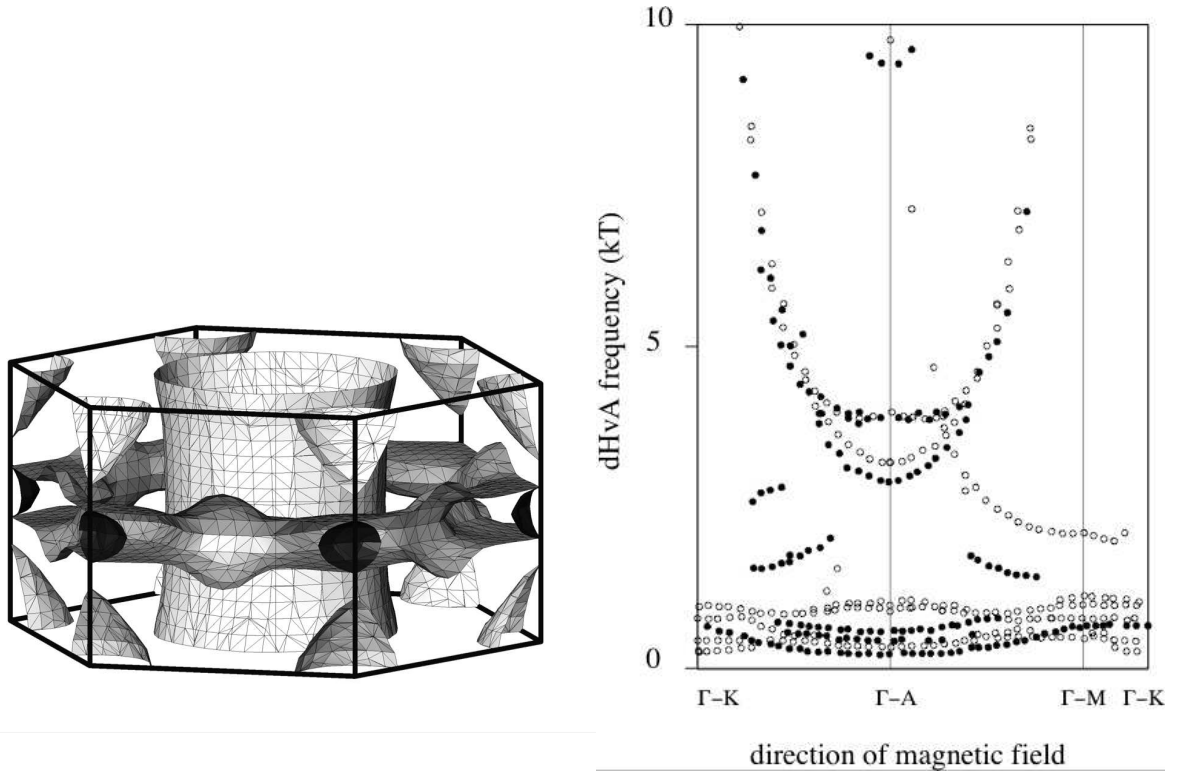 10
5
0
dHvA frequency (kT)
Γ–K
Γ–A
Γ–M
Γ–K
direction of magnetic field